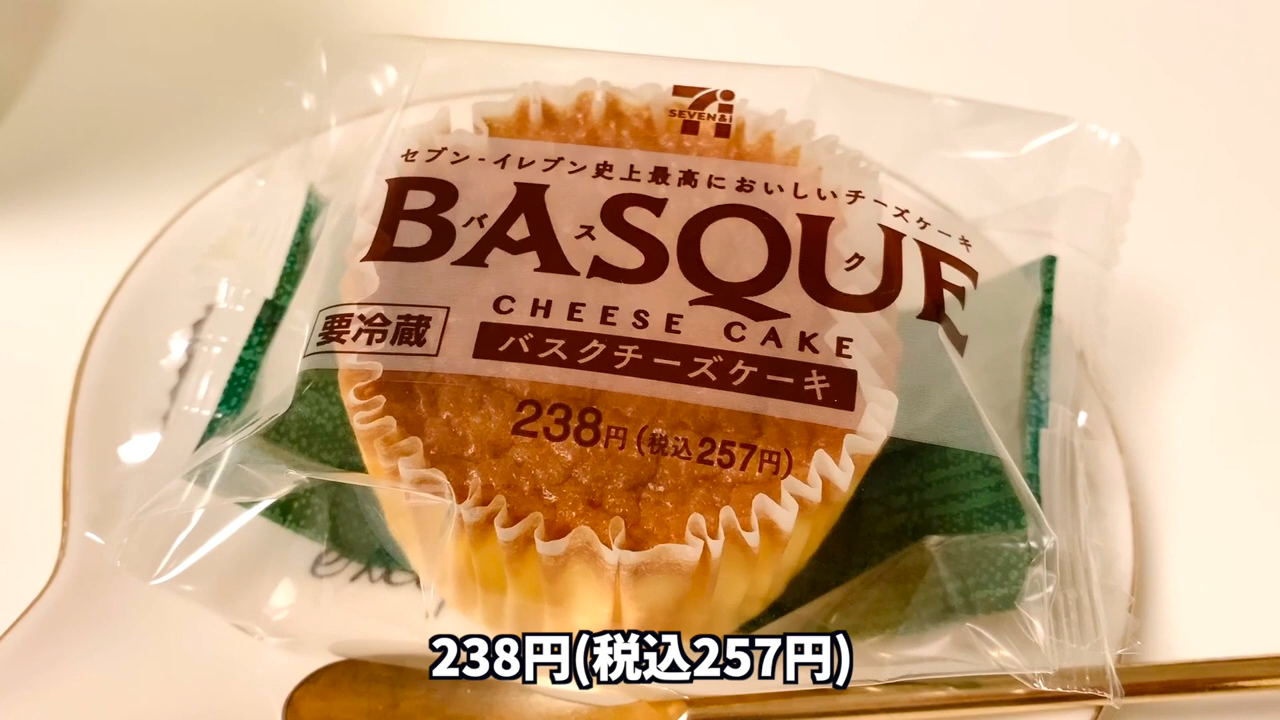 SEVEN&i
セブン‐イレブン史上最高においしいチーズケーキ
BASQUE
バスク
CHEESE CAKE
要冷蔵
バスクチーズケーキ
238円(税込257円)
238円(税込257円)